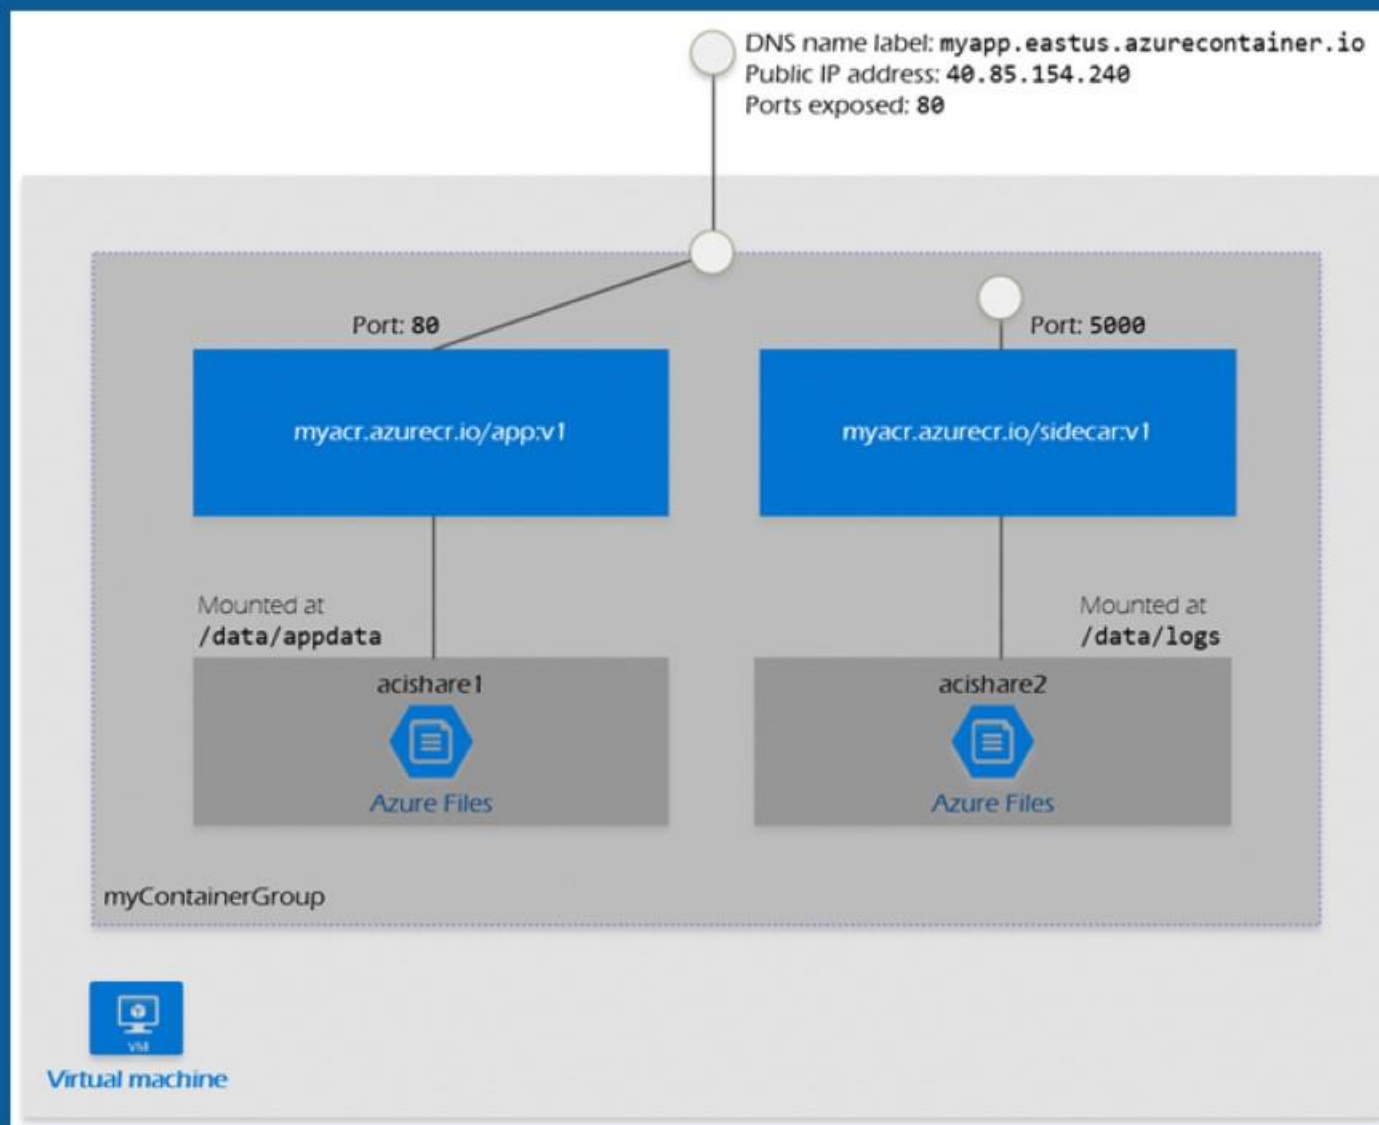 DNS name label: myapp.eastus.azurecontainer.io
Public IP address: 40.85.154.240
Ports exposed: 80
Port: 80
Port: 5000
myacr.azurecr.io/app:v1
myacr.azurecr.io/sidecar:v1
Mounted at
/data/appdata
Mounted at
/data/logs
acishare1
Azure Files
acishare2
Azure Files
myContainerGroup
VM
Virtual machine